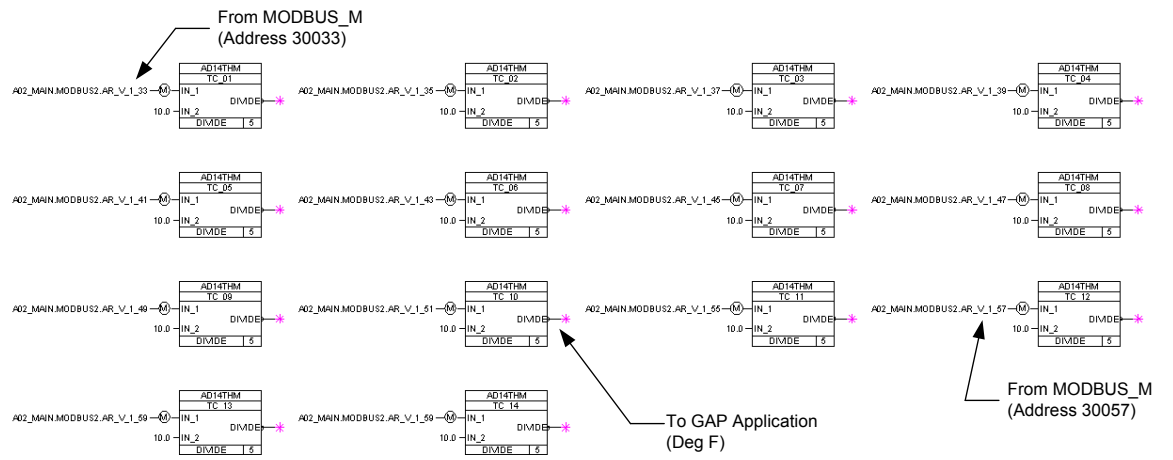 From MODBUS_M
(Address 30033)
AD14THM
TC_01
A02_MAIN.MODBUS2.AR_V_1_33 M IN_1
DIVIDE
10.0 IN_2
DIVIDE 5
AD14THM
TC_02
A02_MAIN.MODBUS2.AR_V_1_35 M IN_1
DIVIDE
10.0 IN_2
DIVIDE 5
AD14THM
TC_03
A02_MAIN.MODBUS2.AR_V_1_37 M IN_1
DIVIDE
10.0 IN_2
DIVIDE 5
AD14THM
TC_04
A02_MAIN.MODBUS2.AR_V_1_39 M IN_1
DIVIDE
10.0 IN_2
DIVIDE 5
AD14THM
TC_05
A02_MAIN.MODBUS2.AR_V_1_41 M IN_1
DIVIDE
10.0 IN_2
DIVIDE 5
AD14THM
TC_06
A02_MAIN.MODBUS2.AR_V_1_43 M IN_1
DIVIDE
10.0 IN_2
DIVIDE 5
AD14THM
TC_07
A02_MAIN.MODBUS2.AR_V_1_45 M IN_1
DIVIDE
10.0 IN_2
DIVIDE 5
AD14THM
TC_08
A02_MAIN.MODBUS2.AR_V_1_47 M IN_1
DIVIDE
10.0 IN_2
DIVIDE 5
AD14THM
TC_09
A02_MAIN.MODBUS2.AR_V_1_49 M IN_1
DIVIDE
10.0 IN_2
DIVIDE 5
AD14THM
TC_10
A02_MAIN.MODBUS2.AR_V_1_51 M IN_1
DIVIDE
10.0 IN_2
DIVIDE 5
AD14THM
TC_11
A02_MAIN.MODBUS2.AR_V_1_55 M IN_1
DIVIDE
10.0 IN_2
DIVIDE 5
AD14THM
TC_12
A02_MAIN.MODBUS2.AR_V_1_57 M IN_1
DIVIDE
10.0 IN_2
DIVIDE 5
AD14THM
TC_13
A02_MAIN.MODBUS2.AR_V_1_59 M IN_1
DIVIDE
10.0 IN_2
DIVIDE 5
AD14THM
TC_14
A02_MAIN.MODBUS2.AR_V_1_59 M IN_1
DIVIDE
10.0 IN_2
DIVIDE 5
To GAP Application
(Deg F)
From MODBUS_M
(Address 30057)